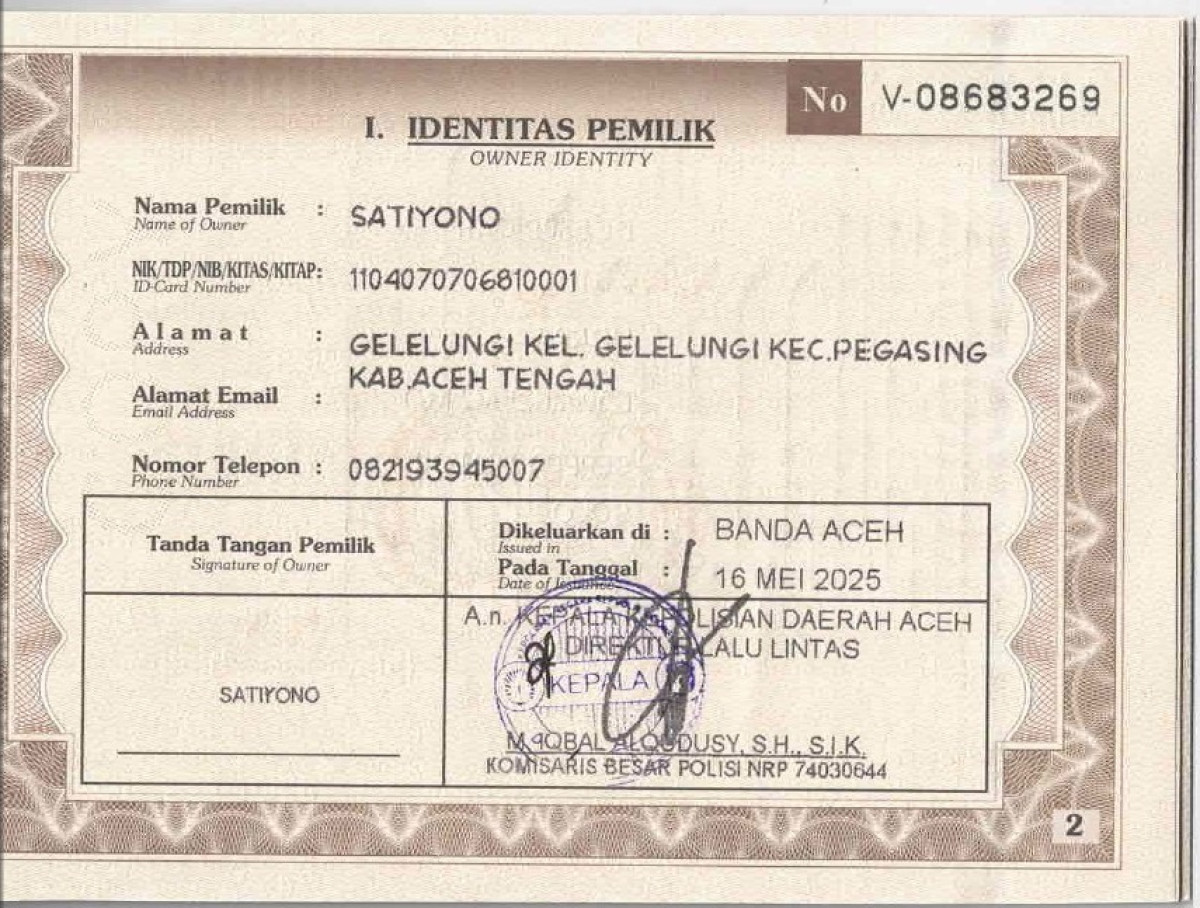 No V-08683269
I. IDENTITAS PEMILIK
OWNER IDENTITY
Nama Pemilik : SATIYONO
Name of Owner
NIK/TDP/NIB/KITAS/KITAP: 1104070706810001
ID-Card Number
Alamat : GELELUNGI KEL. GELELUNGI KEC.PEGASING
Address
KAB.ACEH TENGAH
Alamat Email :
Email Address
Nomor Telepon : 082193945007
Phone Number
Tanda Tangan Pemilik
Signature of Owner
Dikeluarkan di : BANDA ACEH
Issued in
Pada Tanggal : 16 MEI 2025
Date of Issuance
A.n. KEPALA KEPOLISIAN DAERAH ACEH
DIREKTUR LALU LINTAS
KEPALA
SATIYONO
M. IQBAL ALQUDUSY, S.H., S.I.K.
KOMISARIS BESAR POLISI NRP 74030644
2